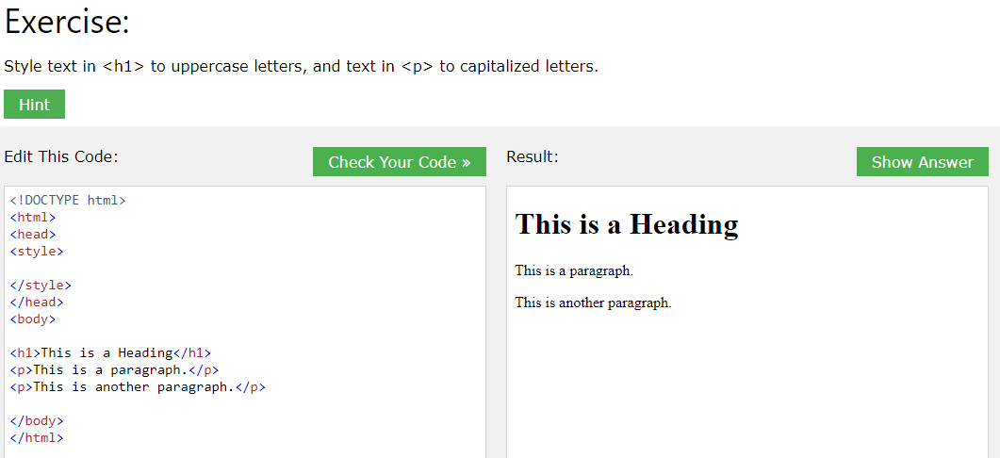 Exercise:
Style text in <h1> to uppercase letters, and text in <p> to capitalized letters.
Hint
Edit This Code:
Check Your Code »
Result:
Show Answer
<!DOCTYPE html>
<html>
<head>
<style>
</style>
</head>
<body>
<h1>This is a Heading</h1>
<p>This is a paragraph.</p>
<p>This is another paragraph.</p>
</body>
</html>
This is a Heading
This is a paragraph.
This is another paragraph.